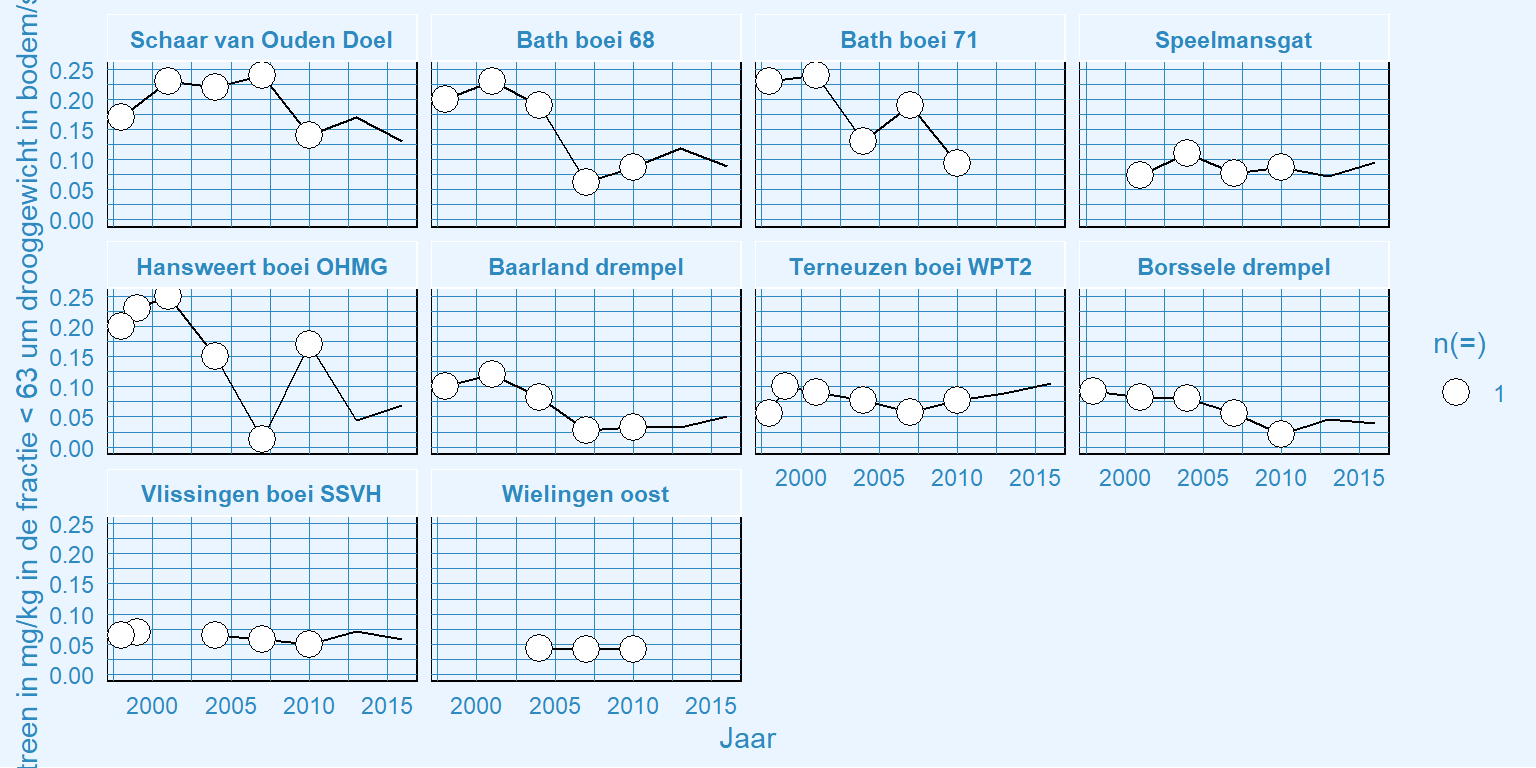 Schaar van Ouden Doel Bath boei 68 Bath boei 71 Speelmansgat
0.25
0.20
0.15
0.10
0.05
0.00
Hansweert boei OHMG Baarland drempel Terneuzen boei WPT2 Borssele drempel
0.25
0.20
0.15
0.10
0.05
0.00
2000 2005 2010 2015 2000 2005 2010 2015
Vlissingen boei SSVH Wielingen oost
0.25
0.20
0.15
0.10
0.05
0.00
2000 2005 2010 2015 2000 2005 2010 2015
Jaar
in mg/kg in de fractie < 63 um drooggewicht in
n(=)
1